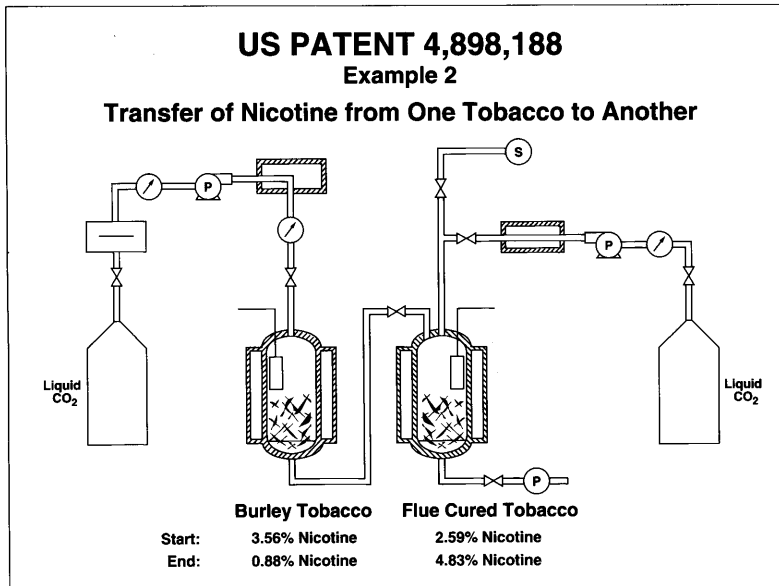 US PATENT 4,898,188
Example 2
Transfer of Nicotine from One Tobacco to Another
S
P
P
Liquid
CO₂
Liquid
CO₂
P
Burley Tobacco Flue Cured Tobacco
Start: 3.56% Nicotine 2.59% Nicotine
End: 0.88% Nicotine 4.83% Nicotine